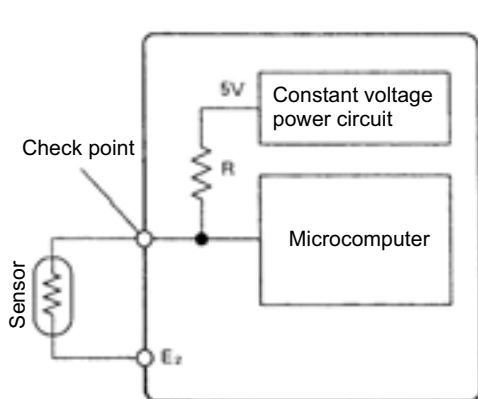 5V
Constant voltage
power circuit
Check point
R
Microcomputer
Sensor
E₂